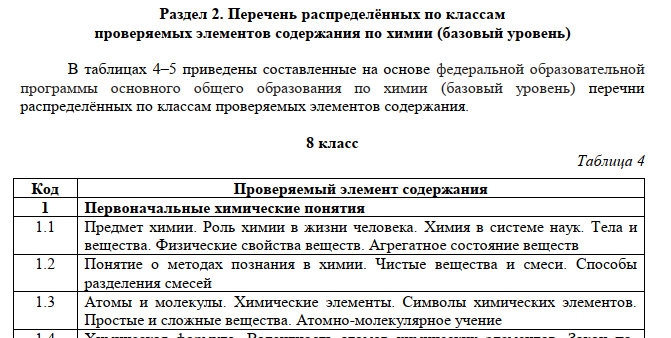 Раздел 2. Перечень распределённых по классам
проверяемых элементов содержания по химии (базовый уровень)
В таблицах 4–5 приведены составленные на основе федеральной образовательной
программы основного общего образования по химии (базовый уровень) перечни
распределённых по классам проверяемых элементов содержания.
8 класс
Таблица 4
Код Проверяемый элемент содержания
1 Первоначальные химические понятия
1.1 Предмет химии. Роль химии в жизни человека. Химия в системе наук. Тела и
вещества. Физические свойства веществ. Агрегатное состояние веществ
1.2 Понятие о методах познания в химии. Чистые вещества и смеси. Способы
разделения смесей
1.3 Атомы и молекулы. Химические элементы. Символы химических элементов.
Простые и сложные вещества. Атомно-молекулярное учение